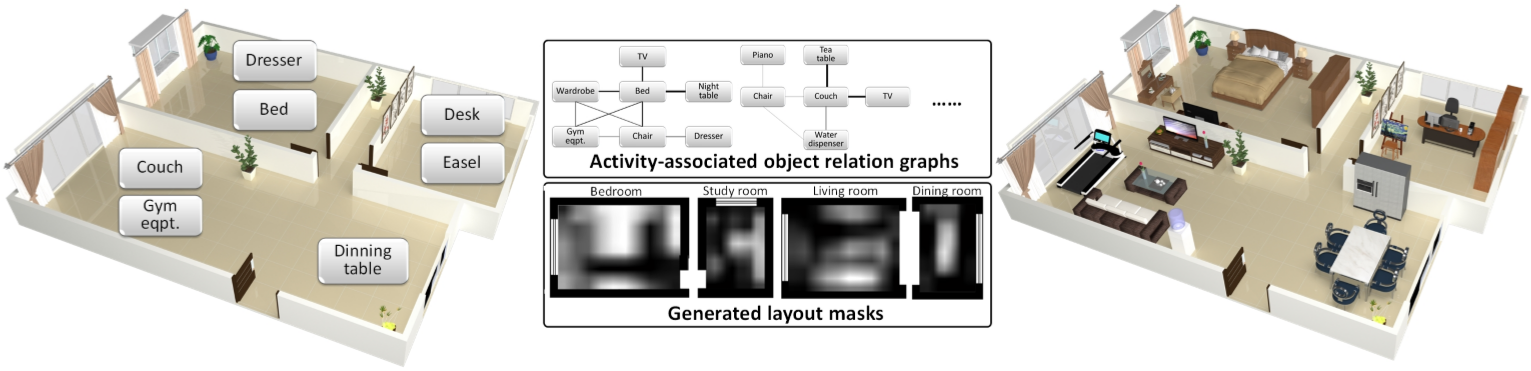 Dresser
Bed
Desk
Easel
Couch
Gym
eqpt.
Dinning
table
TV
Wardrobe
Bed
Night
table
Gym
eqpt.
Chair
Dresser
Piano
Tea
table
Chair
Couch
TV
Water
dispenser
......
Activity-associated object relation graphs
Bedroom
Study room
Living room
Dining room
Generated layout masks